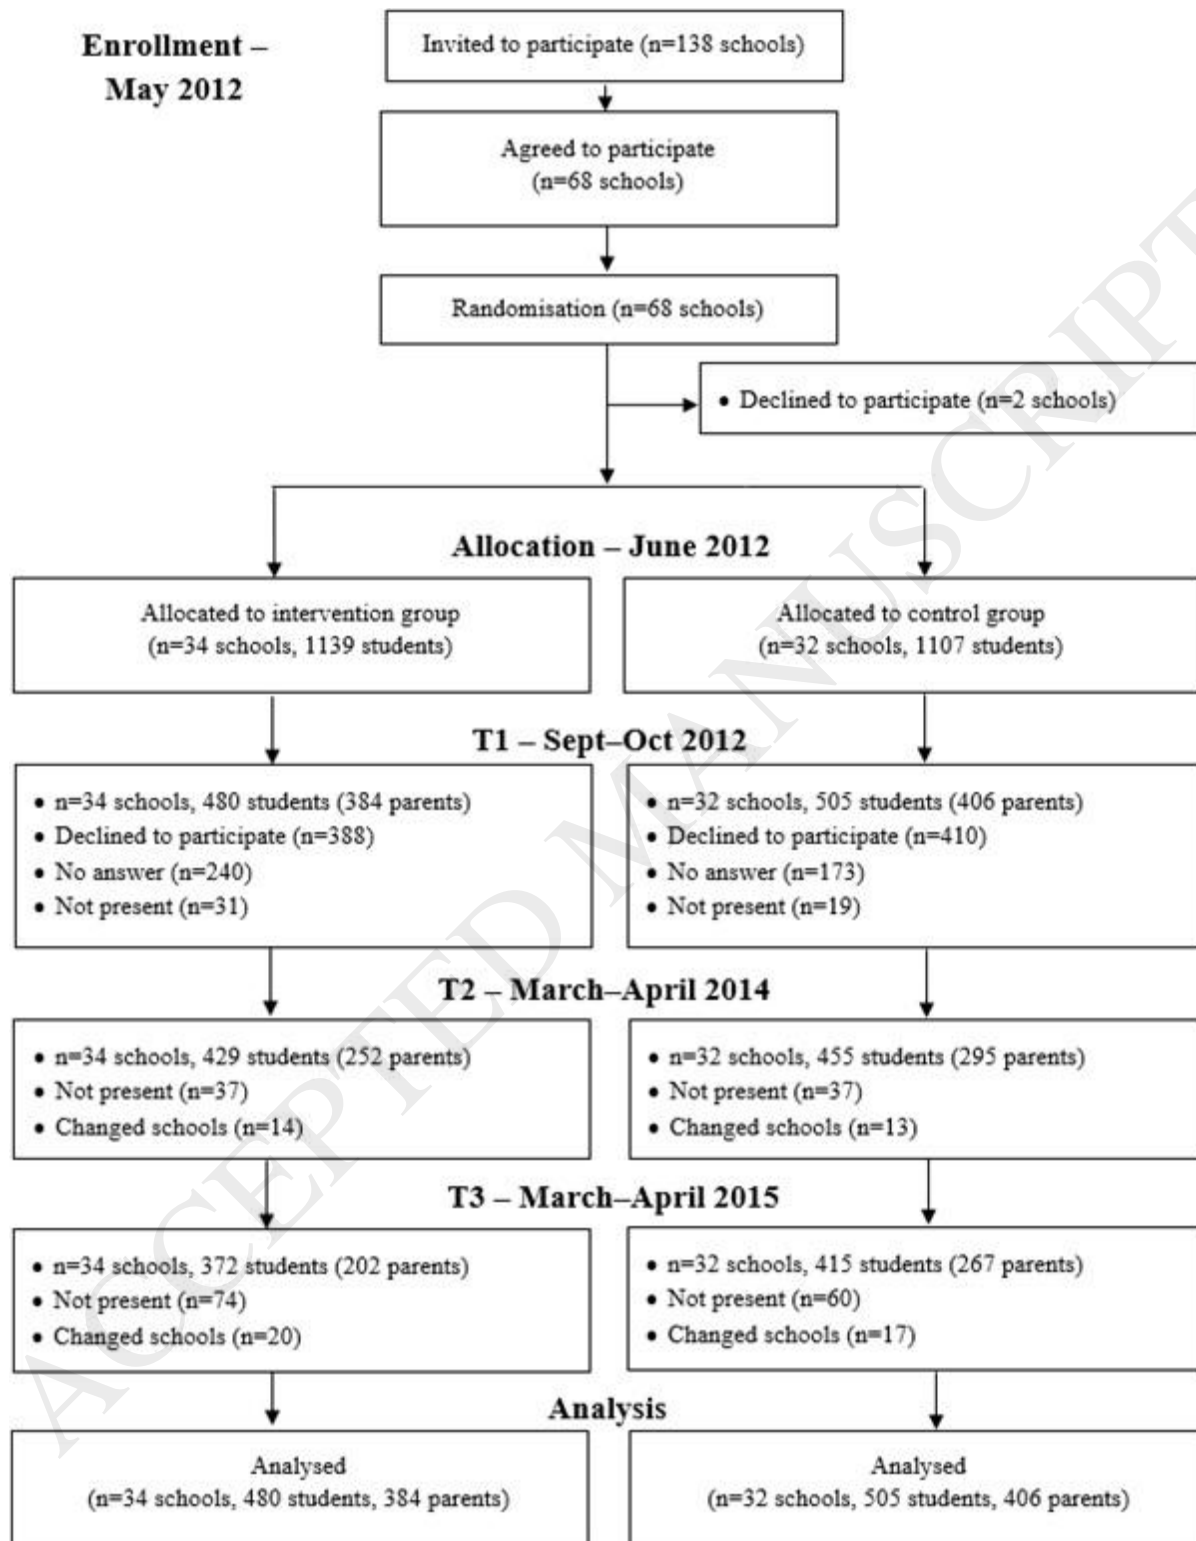 Enrollment –
May 2012
Invited to participate (n=138 schools)
Agreed to participate
(n=68 schools)
Randomisation (n=68 schools)
• Declined to participate (n=2 schools)
Allocation – June 2012
Allocated to intervention group
(n=34 schools, 1139 students)
Allocated to control group
(n=32 schools, 1107 students)
T1 – Sept–Oct 2012
• n=34 schools, 480 students (384 parents)
• Declined to participate (n=388)
• No answer (n=240)
• Not present (n=31)
• n=32 schools, 505 students (406 parents)
• Declined to participate (n=410)
• No answer (n=173)
• Not present (n=19)
T2 – March–April 2014
• n=34 schools, 429 students (252 parents)
• Not present (n=37)
• Changed schools (n=14)
• n=32 schools, 455 students (295 parents)
• Not present (n=37)
• Changed schools (n=13)
T3 – March–April 2015
• n=34 schools, 372 students (202 parents)
• Not present (n=74)
• Changed schools (n=20)
• n=32 schools, 415 students (267 parents)
• Not present (n=60)
• Changed schools (n=17)
Analysis
Analysed
(n=34 schools, 480 students, 384 parents)
Analysed
(n=32 schools, 505 students, 406 parents)
ACCEPTED MANUSCRIPT